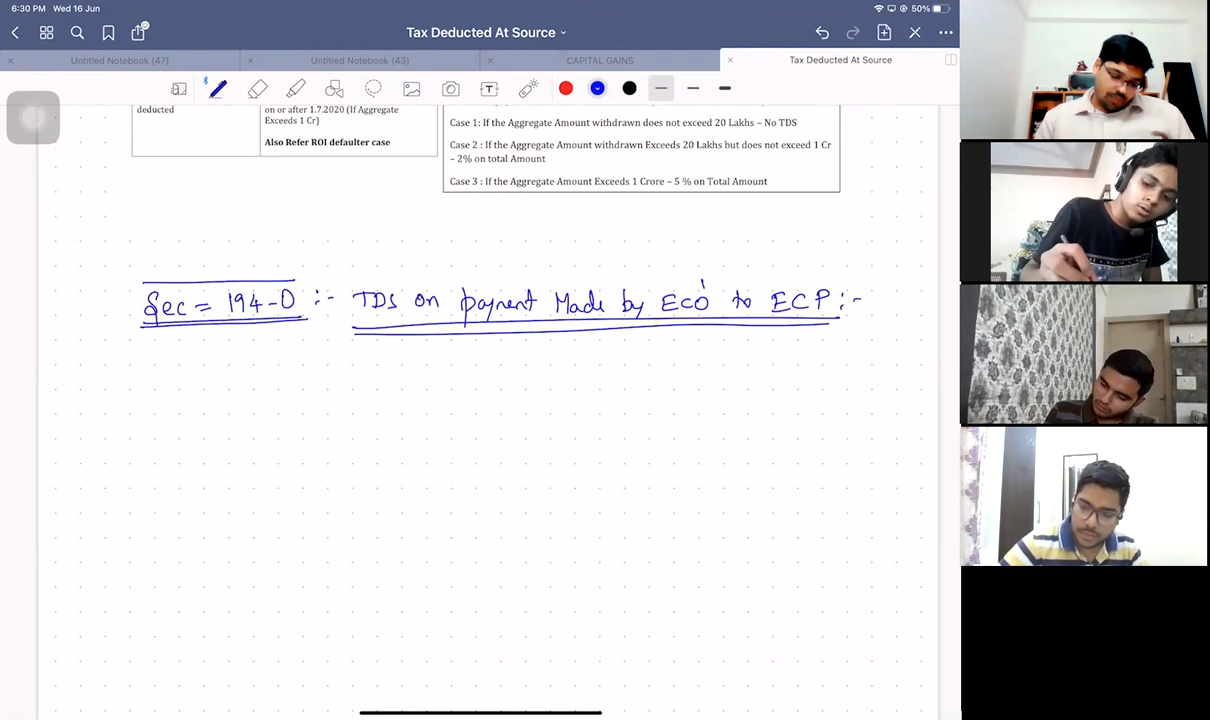 6:30 PM Wed 16 Jun
50%
Tax Deducted At Source
Untitled Notebook (47)
Untitled Notebook (43)
CAPITAL GAINS
Tax Deducted At Source
deducted
on or after 1.7.2020 (If Aggregate
Exceeds 1 Cr)
Also Refer ROI defaulter case
Case 1: If the Aggregate Amount withdrawn does not exceed 20 Lakhs – No TDS
Case 2 : If the Aggregate Amount withdrawn Exceeds 20 Lakhs but does not exceed 1 Cr
– 2% on total Amount
Case 3 : If the Aggregate Amount Exceeds 1 Crore – 5 % on Total Amount
Sec = 194-O :- TDS on payment Made by ECO to ECP :-